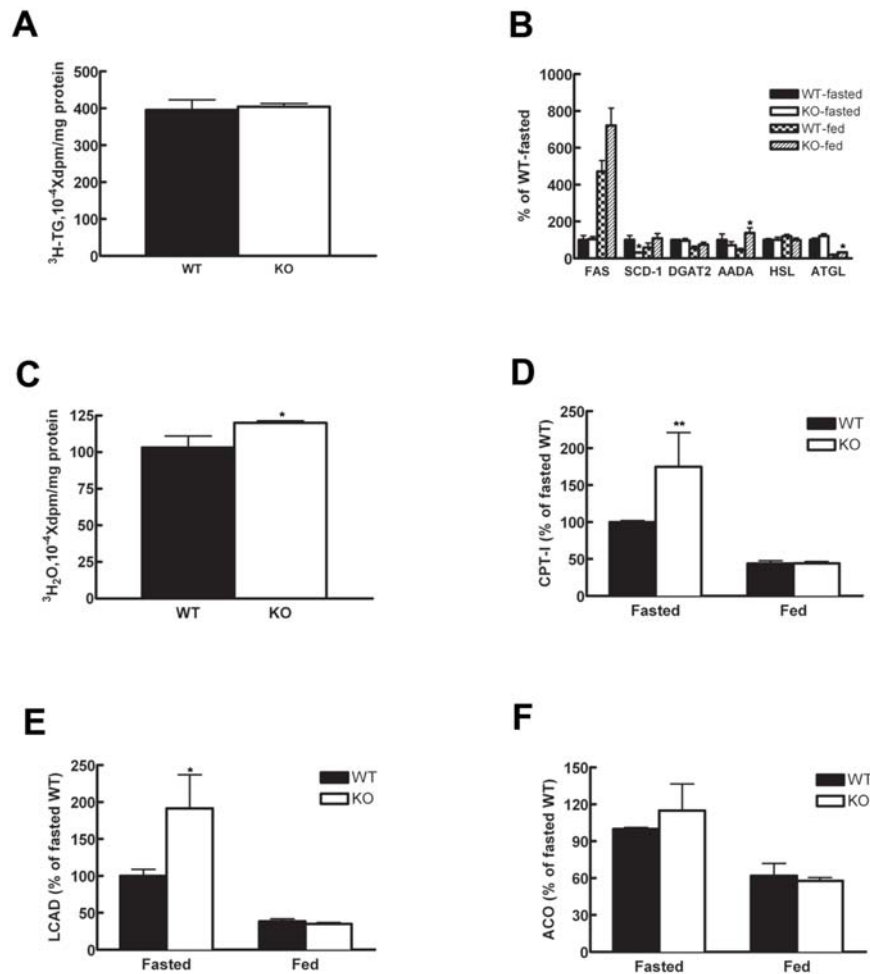 A
³H-TG,10⁻⁴Xdpm/mg protein
500
400
300
200
100
0
WT KO
B
% of WT-fasted
1000
800
600
400
200
0
WT-fasted
KO-fasted
WT-fed
KO-fed
*
*
*
FAS SCD-1 DGAT2 AADA HSL ATGL
C
³H₂O,10⁻⁴Xdpm/mg protein
125
100
75
50
25
0
*
WT KO
D
CPT-I (% of fasted WT)
250
200
150
100
50
0
**
WT
KO
Fasted Fed
E
LCAD (% of fasted WT)
250
200
150
100
50
0
*
WT
KO
Fasted Fed
F
ACO (% of fasted WT)
150
120
90
60
30
0
WT
KO
Fasted Fed